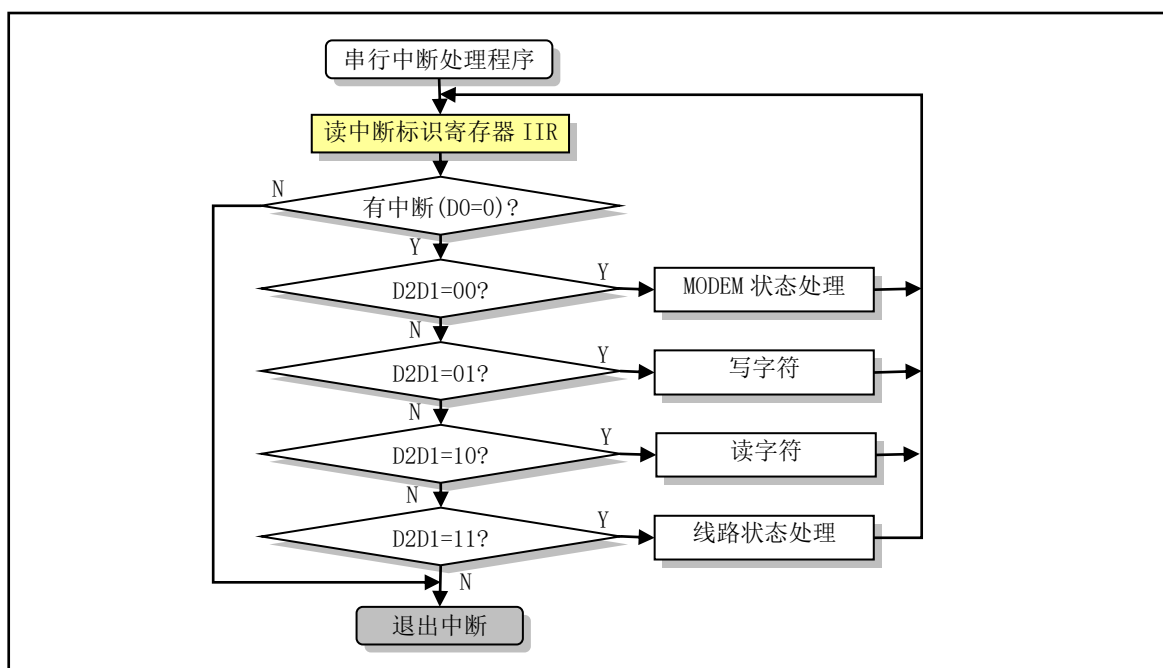 串行中断处理程序
读中断标识寄存器 IIR
N
有中断(D0=0)?
Y
D2D1=00?
Y
MODEM 状态处理
N
D2D1=01?
Y
写字符
N
D2D1=10?
Y
读字符
N
D2D1=11?
Y
线路状态处理
N
退出中断